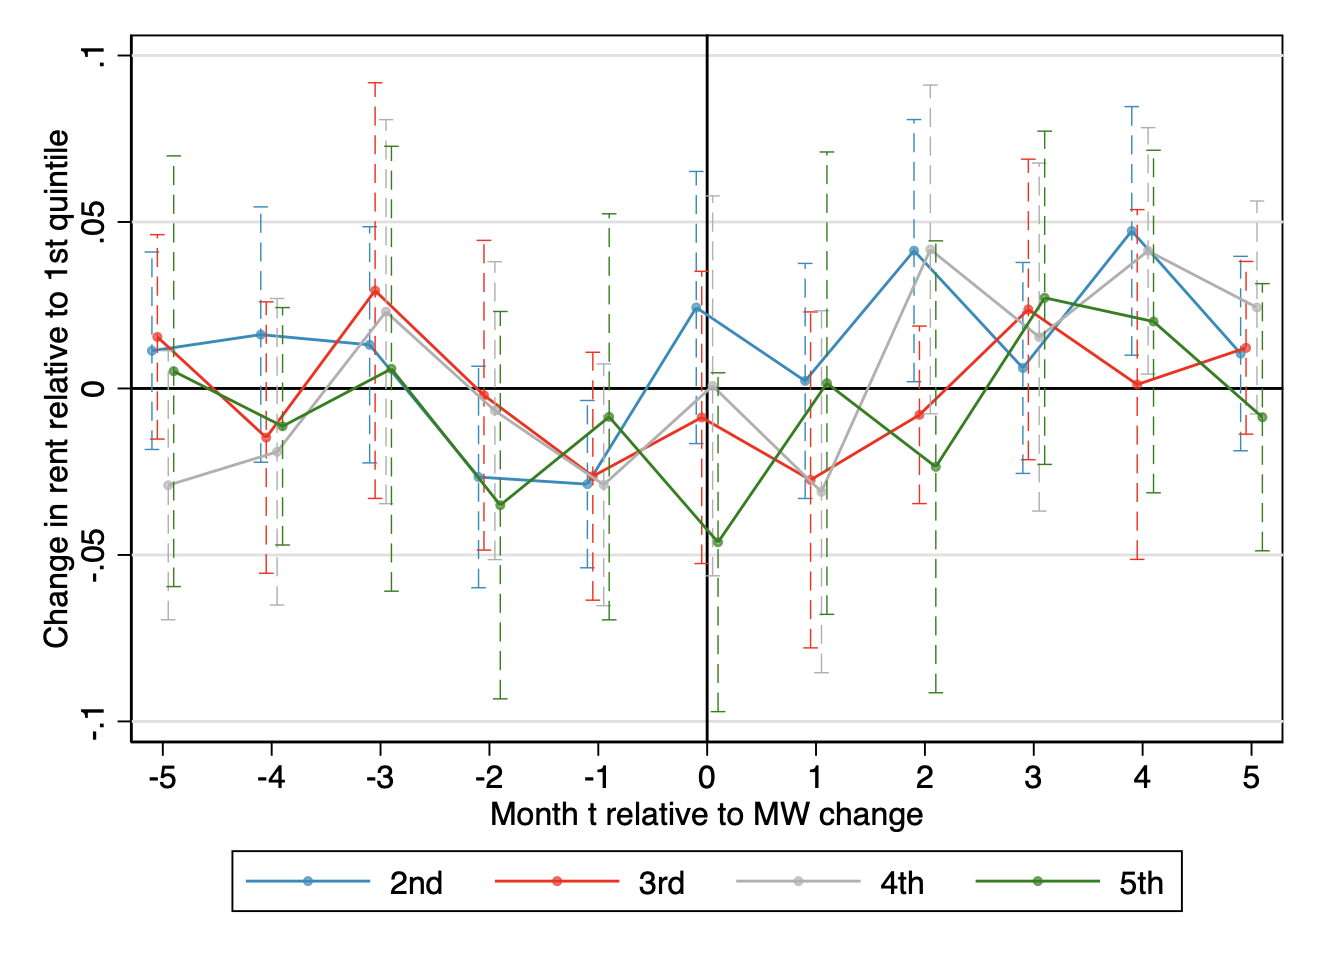 Change in rent relative to 1st quintile
.1
.05
0
-.05
-.1
-5 -4 -3 -2 -1 0 1 2 3 4 5
Month t relative to MW change
2nd 3rd 4th 5th